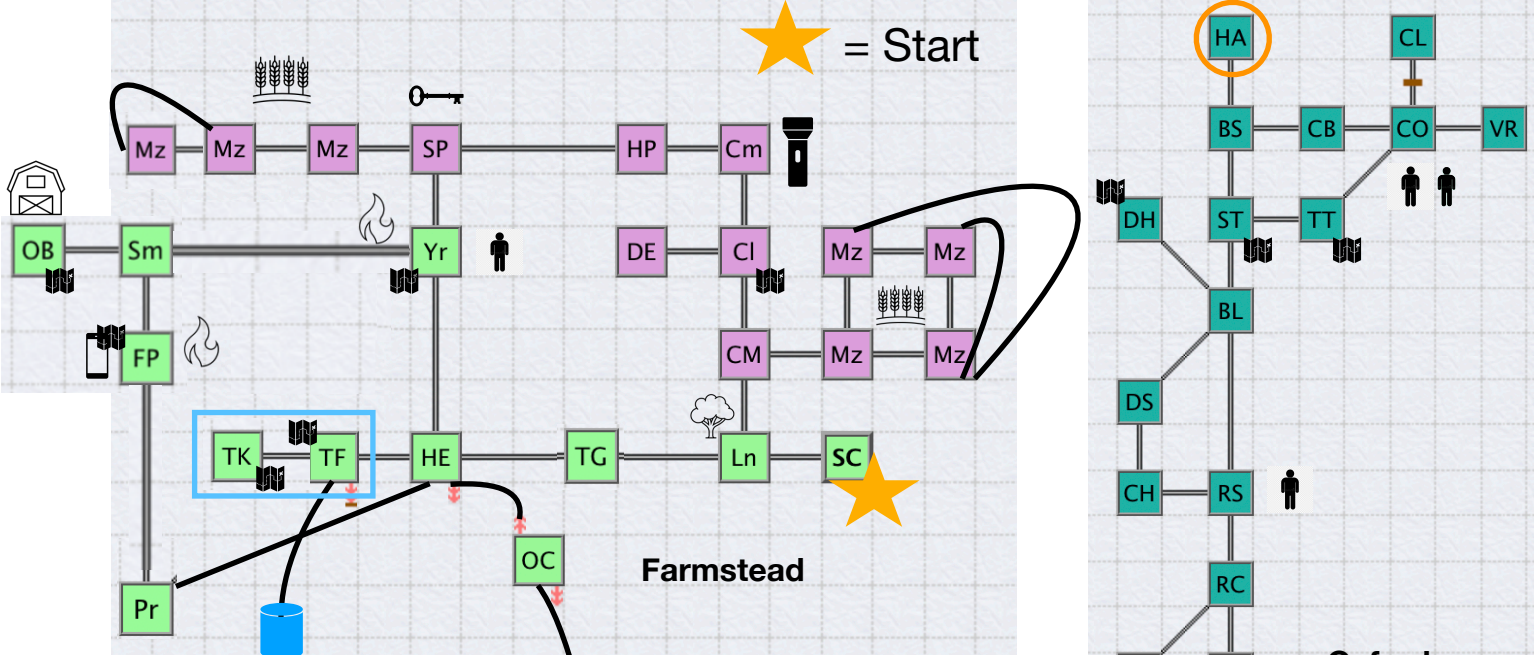 = Start
HA CL
Mz Mz Mz SP HP Cm
BS CB CO VR
OB Sm Yr DE Cl Mz Mz
DH ST TT
BL
FP CM Mz Mz
DS
TK TF HE TG Ln SC
CH RS
OC
Farmstead
RC
Pr